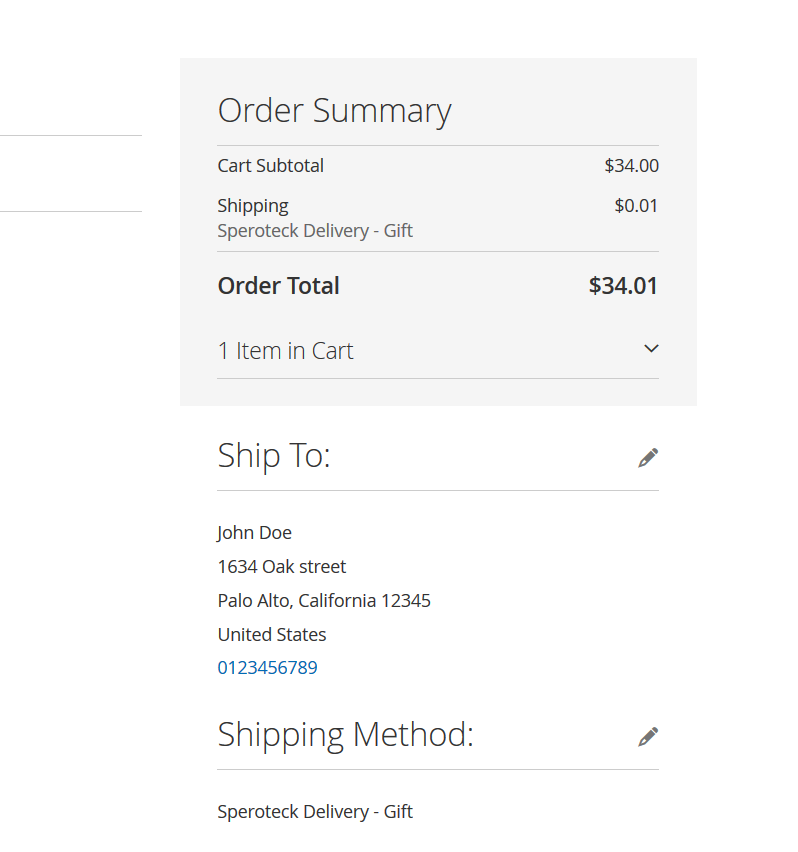 Order Summary
Cart Subtotal $34.00
Shipping $0.01
Speroteck Delivery - Gift
Order Total $34.01
1 Item in Cart
Ship To:
John Doe
1634 Oak street
Palo Alto, California 12345
United States
0123456789
Shipping Method:
Speroteck Delivery - Gift